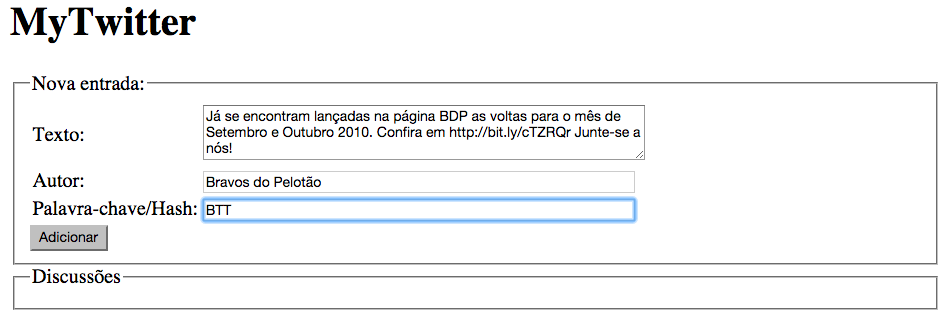 MyTwitter
Nova entrada:
Texto:
Já se encontram lançadas na página BDP as voltas para o mês de
Setembro e Outubro 2010. Confira em http://bit.ly/cTZRQr Junte-se a
nós!
Autor:
Bravos do Pelotão
Palavra-chave/Hash:
BTT
Adicionar
Discussões